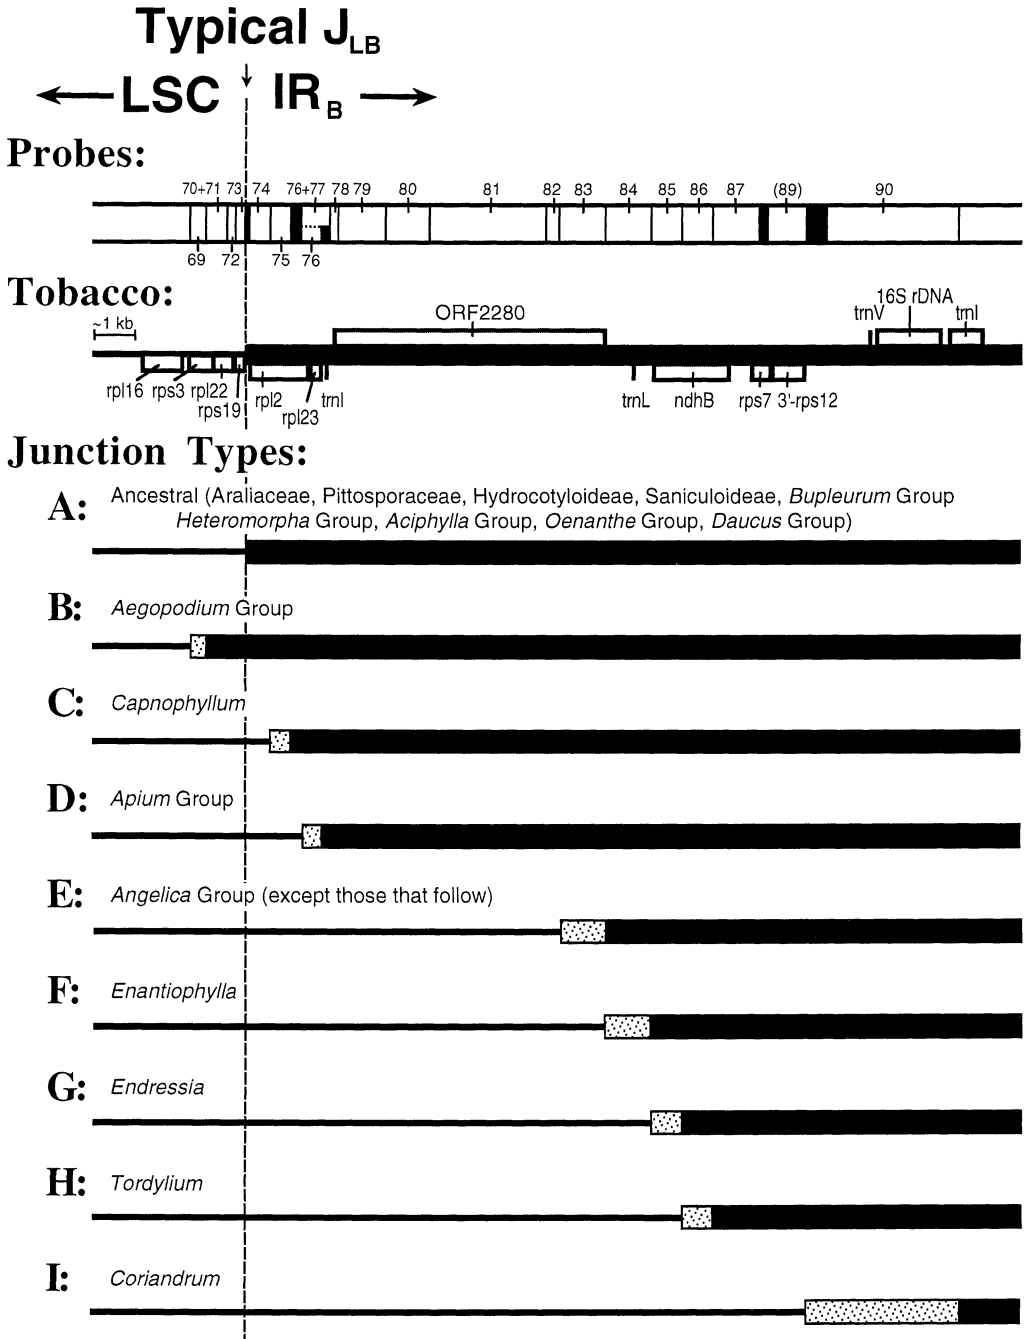 Typical JLB
LSC IRB
Probes:
70+71 73 74 76+77 78 79 80 81 82 83 84 85 86 87 (89) 90
69 72 75 76
Tobacco:
~1 kb
ORF2280
trnV 16S rDNA trnI
rpl16 rps3 rpl22 rps19 rpl2 rpl23 trnI trnL ndhB rps7 3'-rps12
Junction Types:
A: Ancestral (Araliaceae, Pittosporaceae, Hydrocotyloideae, Saniculoideae, Bupleurum Group
Heteromorpha Group, Aciphylla Group, Oenanthe Group, Daucus Group)
B: Aegopodium Group
C: Capnophyllum
D: Apium Group
E: Angelica Group (except those that follow)
F: Enantiophylla
G: Endressia
H: Tordylium
I: Coriandrum